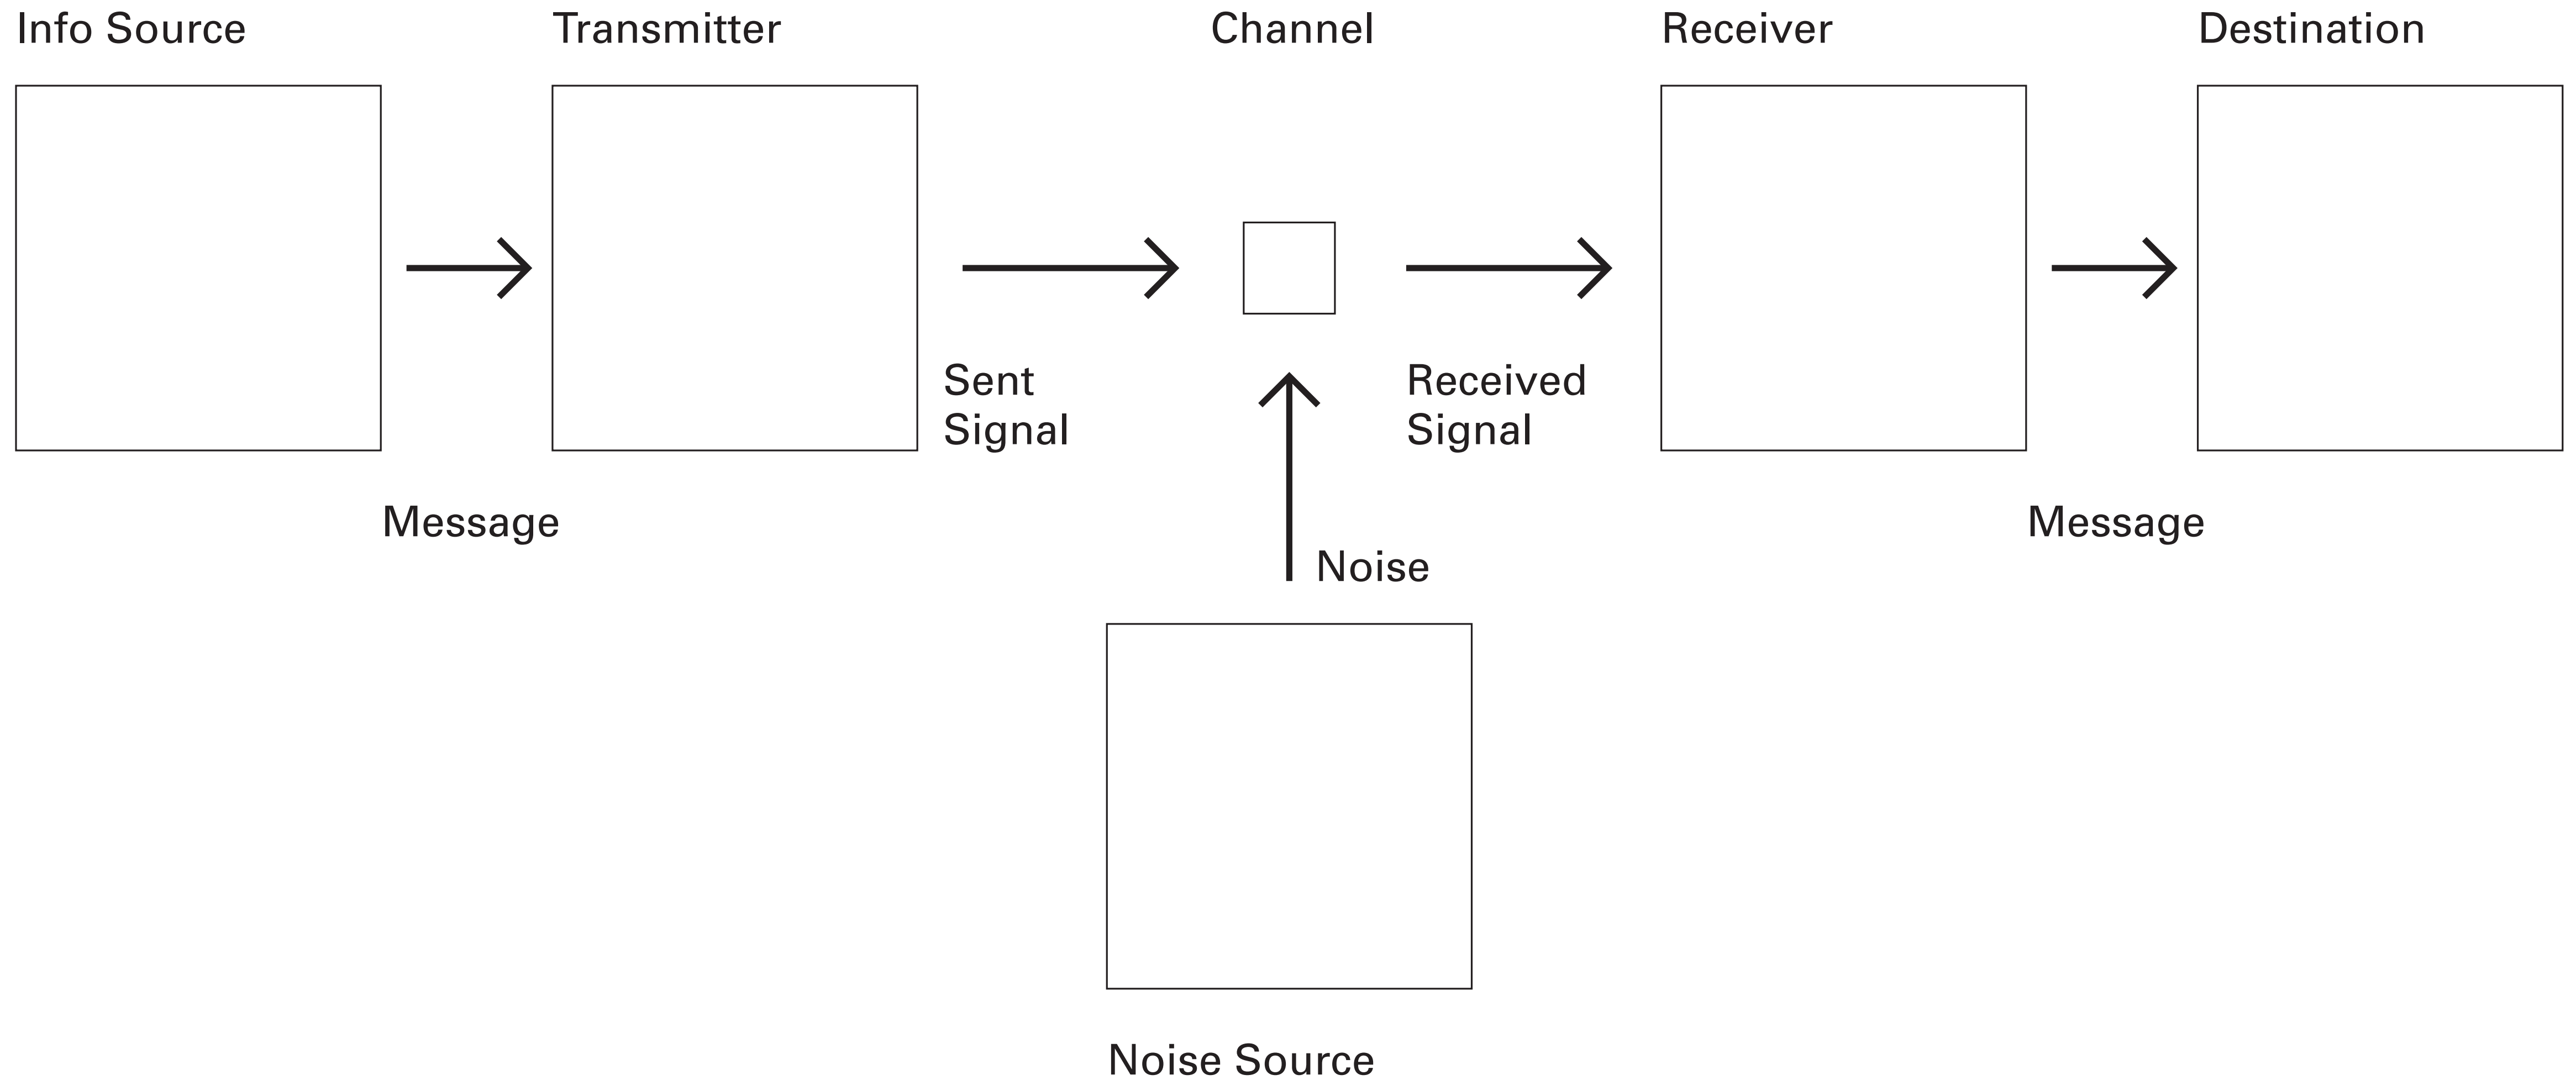 Info Source
Transmitter
Channel
Receiver
Destination
Sent
Signal
Received
Signal
Message
Message
Noise
Noise Source